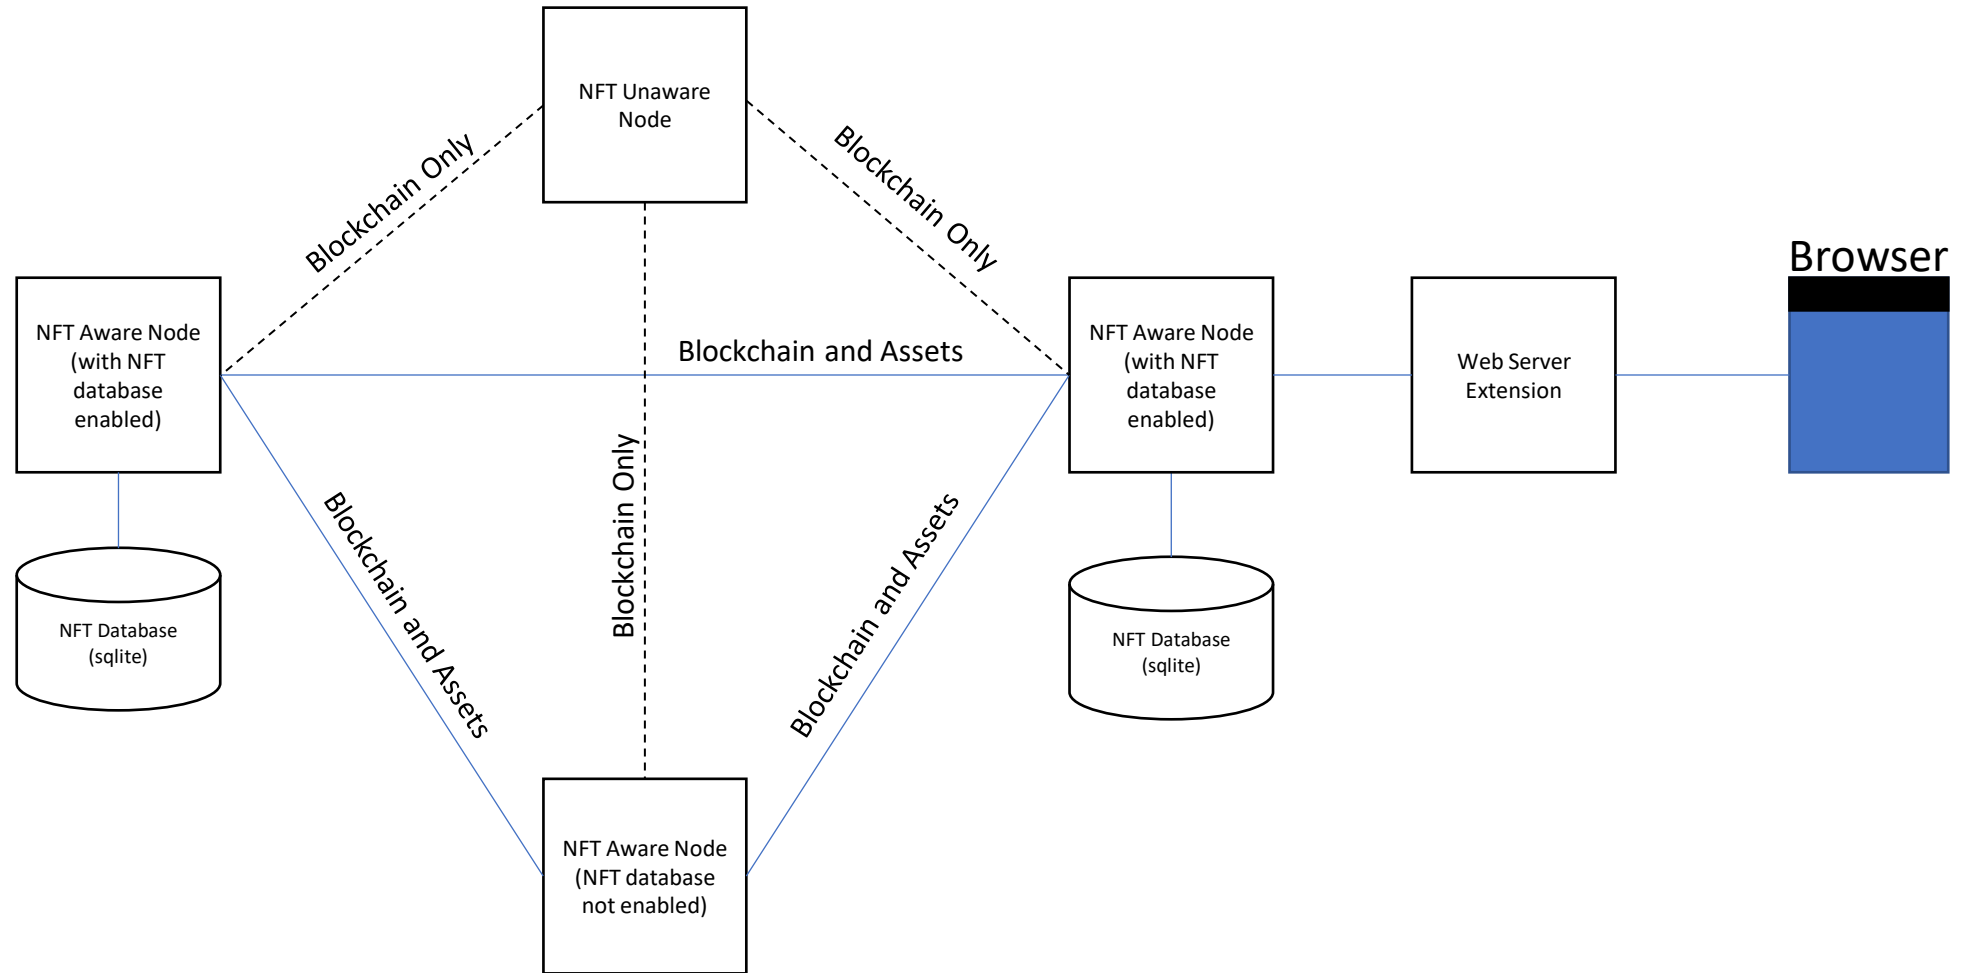 NFT Unaware
Node
Blockchain Only
Blockchain Only
Browser
NFT Aware Node
(with NFT
database
enabled)
Blockchain and Assets
NFT Aware Node
(with NFT
database
enabled)
Web Server
Extension
Blockchain Only
Blockchain and Assets
Blockchain and Assets
NFT Database
(sqlite)
NFT Database
(sqlite)
NFT Aware Node
(NFT database
not enabled)